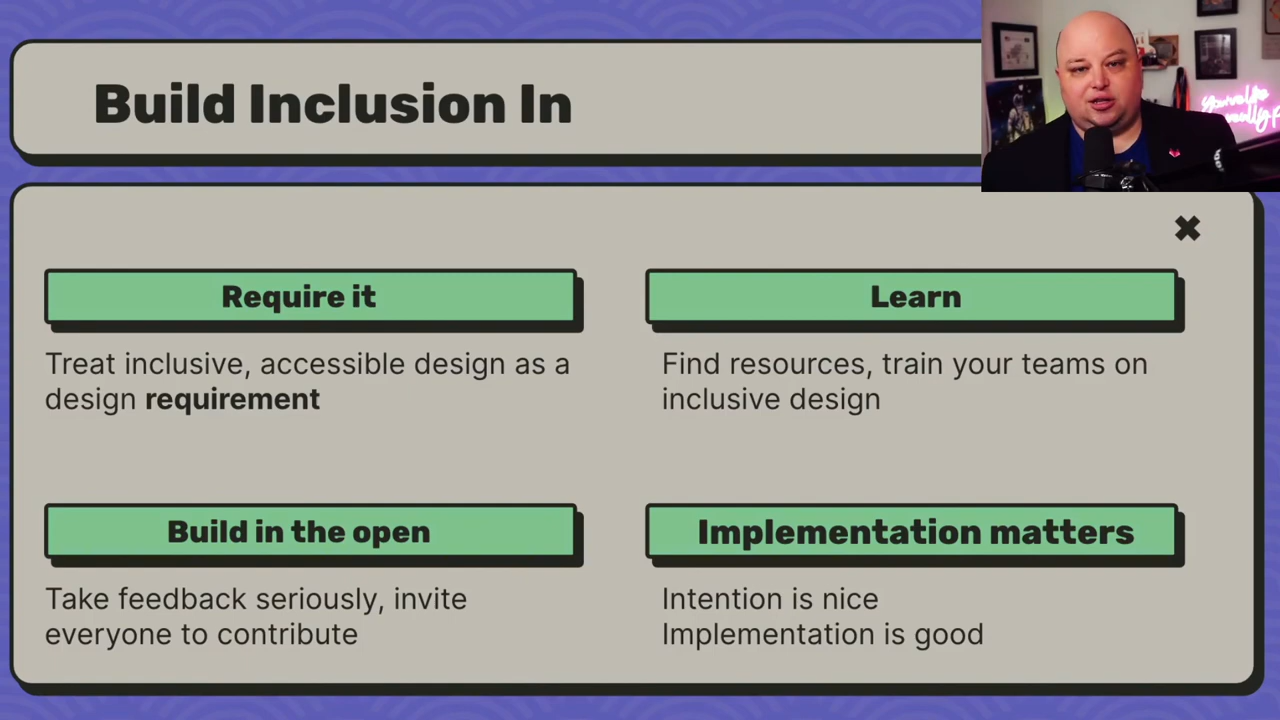 Build Inclusion In
Require it
Treat inclusive, accessible design as a
design requirement
Learn
Find resources, train your teams on
inclusive design
Build in the open
Take feedback seriously, invite
everyone to contribute
Implementation matters
Intention is nice
Implementation is good